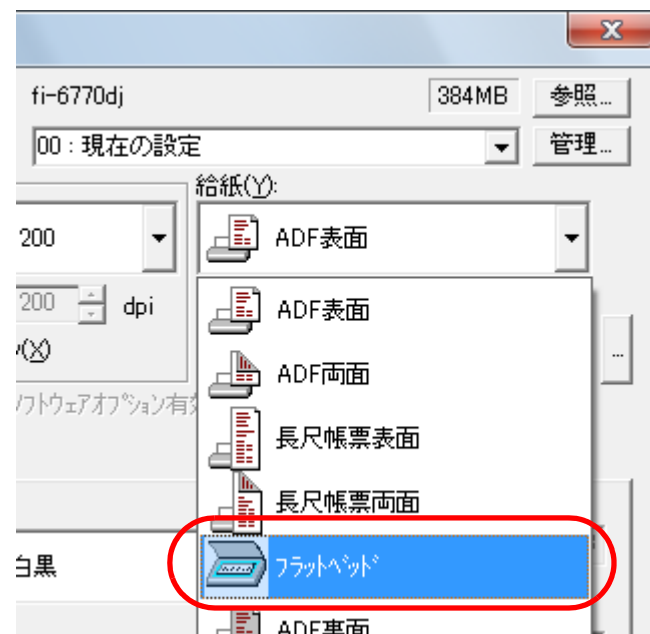 fi-6770dj 384MB 参照...
00 : 現在の設定 管理...
給紙(Y):
200 ADF表面
200 dpi ADF表面
(X) ...
ADF両面
ソフトウェアオプション有効
長尺帳票表面
長尺帳票両面
白黒 フラットベッド
ADF裏面